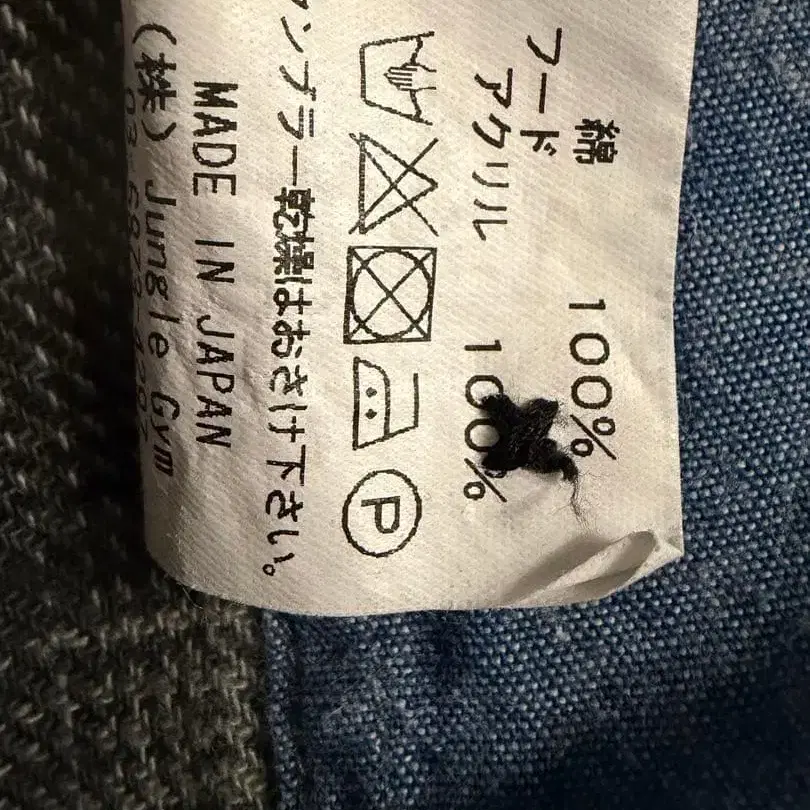 綿 100%
フード
アクリル 100%
P
ンブラー乾燥はおさけ下さい。
MADE IN JAPAN
(株) Jungle Gym